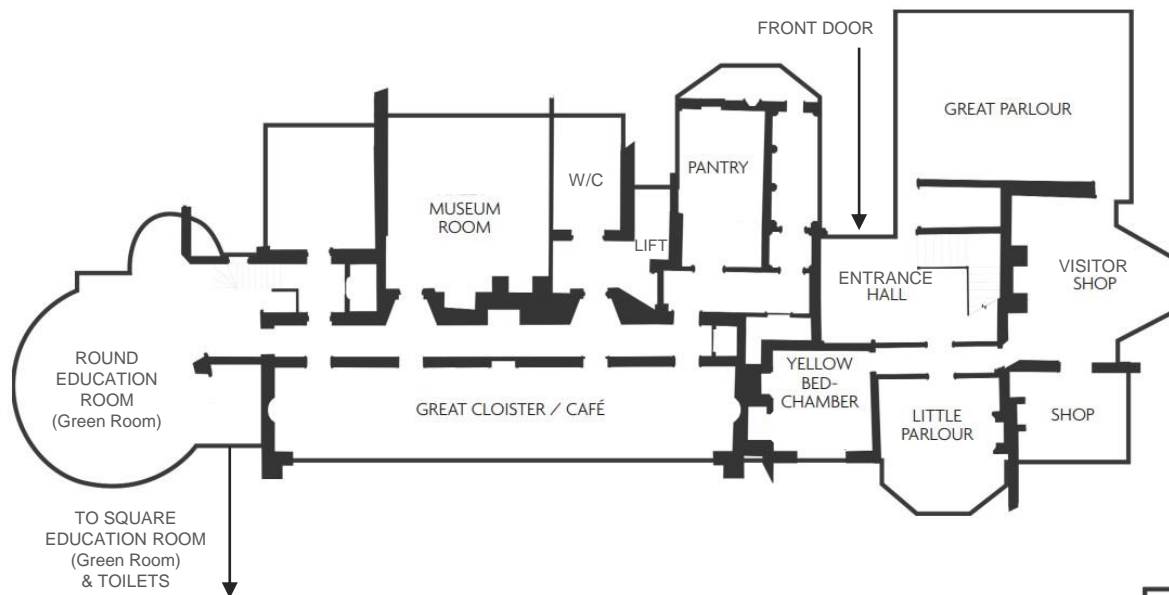 FRONT DOOR
GREAT PARLOUR
PANTRY
W/C
MUSEUM
ROOM
LIFT
ENTRANCE
HALL
VISITOR
SHOP
ROUND
EDUCATION
ROOM
(Green Room)
GREAT CLOISTER / CAFÉ
YELLOW
BED-
CHAMBER
LITTLE
PARLOUR
SHOP
TO SQUARE
EDUCATION ROOM
(Green Room)
& TOILETS